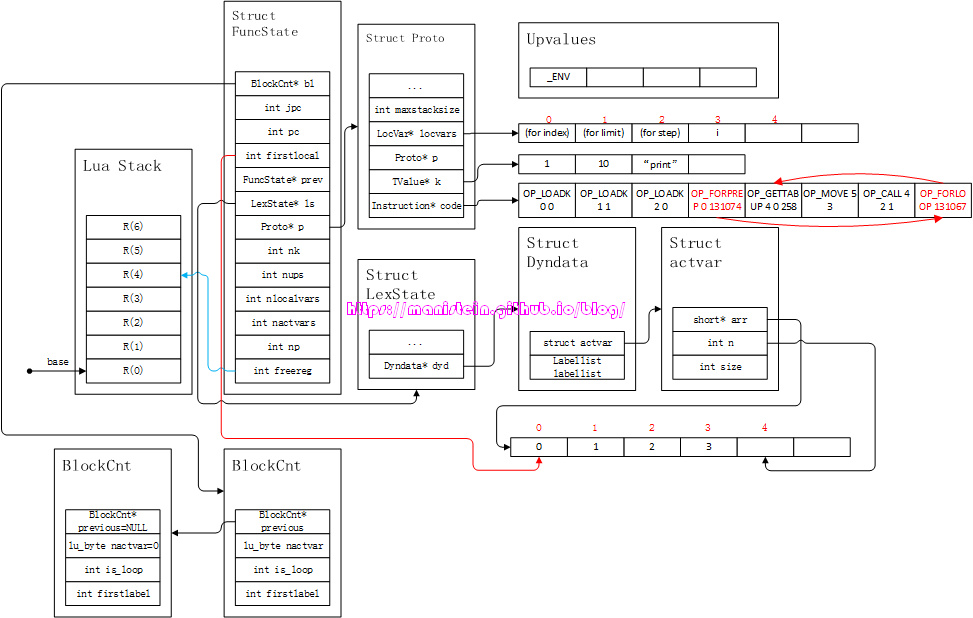 Struct
FuncState
BlockCnt* bl
int jpc
int pc
int firstlocal
FuncState* prev
LexState* ls
Proto* p
int nk
int nups
int nlocalvars
int nactvars
int np
int freereg
Struct Proto
...
int maxstacksize
LocVar* locvars
Proto* p
TValue* k
Instruction* code
Upvalues
_ENV
0
1
2
3
4
(for index)
(for limit)
(for step)
i
1
10
“print”
OP_LOADK
0 0
OP_LOADK
1 1
OP_LOADK
2 0
OP_FORPRE
P 0 131074
OP_GETTAB
UP 4 0 258
OP_MOVE 5
3
OP_CALL 4
2 1
OP_FORLO
OP 131067
Lua Stack
R(6)
R(5)
R(4)
R(3)
R(2)
R(1)
R(0)
base
Struct
LexState
...
Dyndata* dyd
https://manistein.github.io/blog/
Struct
Dyndata
struct actvar
Labellist
labellist
Struct
actvar
short* arr
int n
int size
0
1
2
3
4
0
1
2
3
BlockCnt
BlockCnt*
previous=NULL
lu_byte nactvar=0
int is_loop
int firstlabel
BlockCnt
BlockCnt*
previous
lu_byte nactvar
int is_loop
int firstlabel